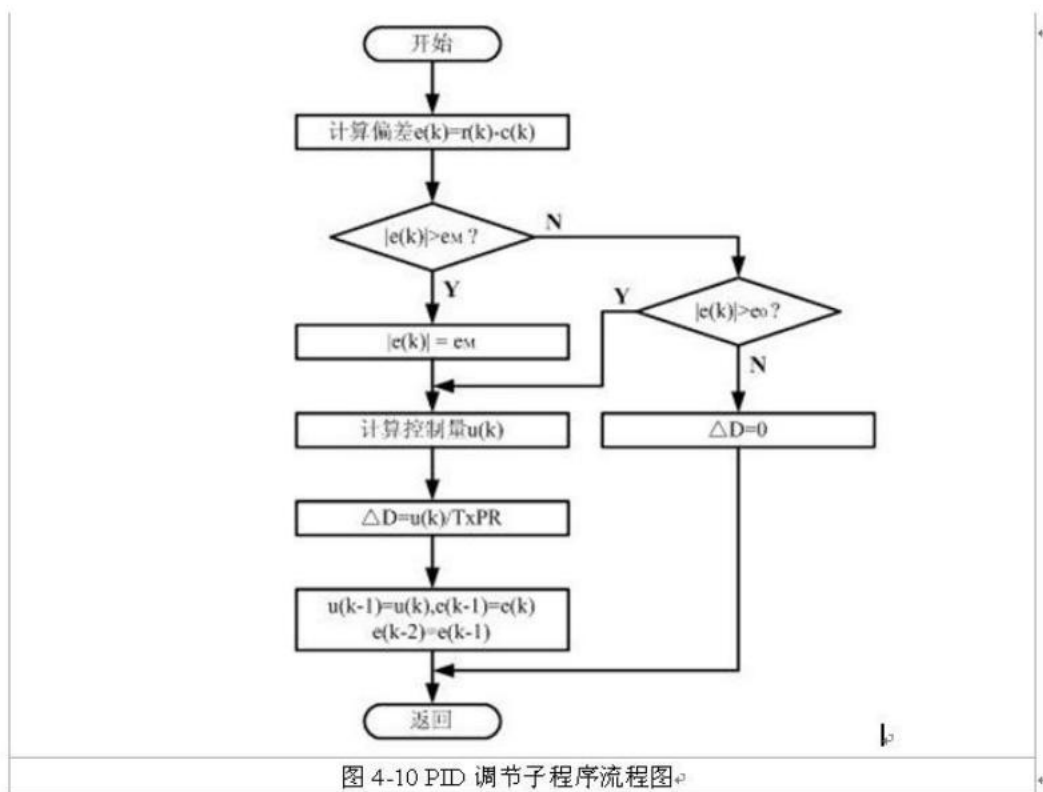 开始
计算偏差e(k)=r(k)-c(k)
|e(k)|>eM ?
N
Y
|e(k)|>e0 ?
Y
N
|e(k)| = eM
计算控制量u(k)
△D=0
△D=u(k)/TxPR
u(k-1)=u(k),e(k-1)=e(k)
e(k-2)=e(k-1)
返回
图 4-10 PID 调节子程序流程图